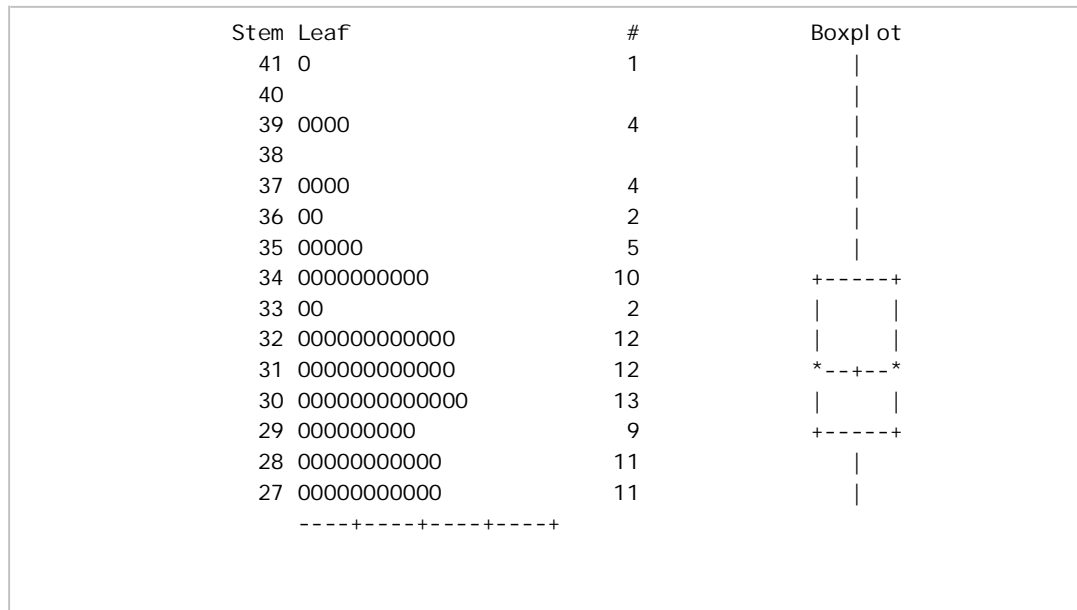 Stem Leaf # Boxplot
41 0 1 |
40 |
39 0000 4 |
38 |
37 0000 4 |
36 00 2 |
35 00000 5 |
34 0000000000 10 +-----+
33 00 2 | |
32 000000000000 12 | |
31 000000000000 12 *--+--*
30 0000000000000 13 | |
29 000000000 9 +-----+
28 00000000000 11 |
27 00000000000 11 |
----+----+----+----+